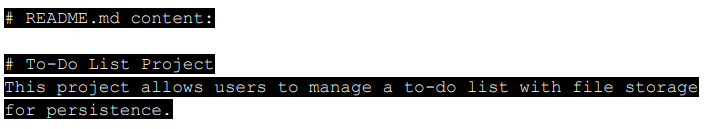 # README.md content:
# To-Do List Project
This project allows users to manage a to-do list with file storage
for persistence.